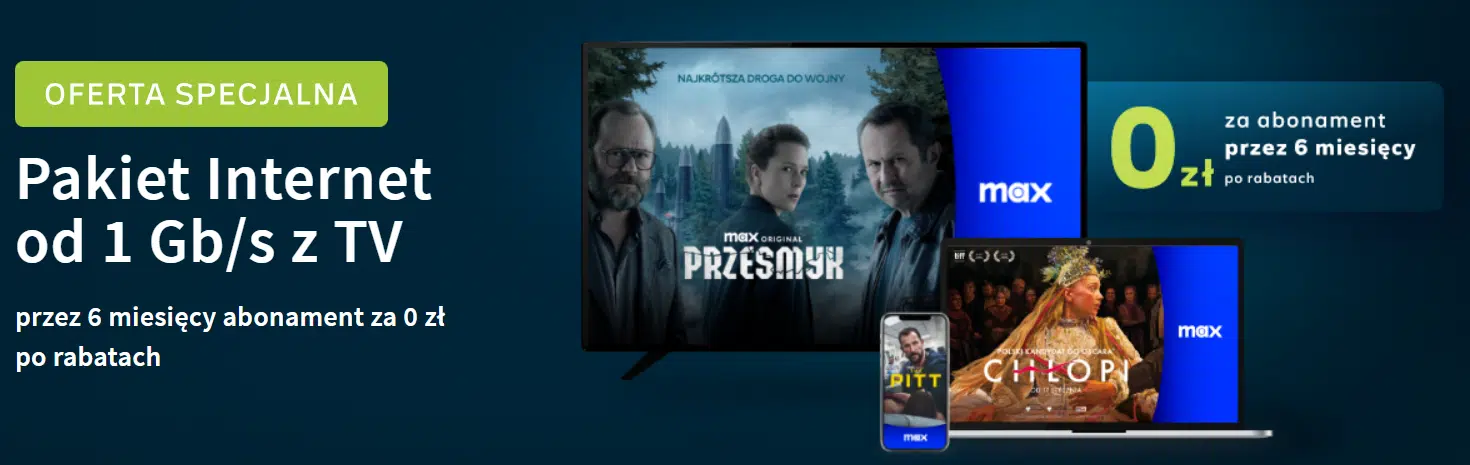 OFERTA SPECJALNA
Pakiet Internet
od 1 Gb/s z TV
przez 6 miesięcy abonament za 0 zł
po rabatach
NAJKRÓTSZA DROGA DO WOJNY
max ORIGINAL
PRZESMYK
max
0 zł
za abonament
przez 6 miesięcy
po rabatach
tiff
POLSKI KANDYDAT DO OSCARA
CHŁOPI
max
PITT
max